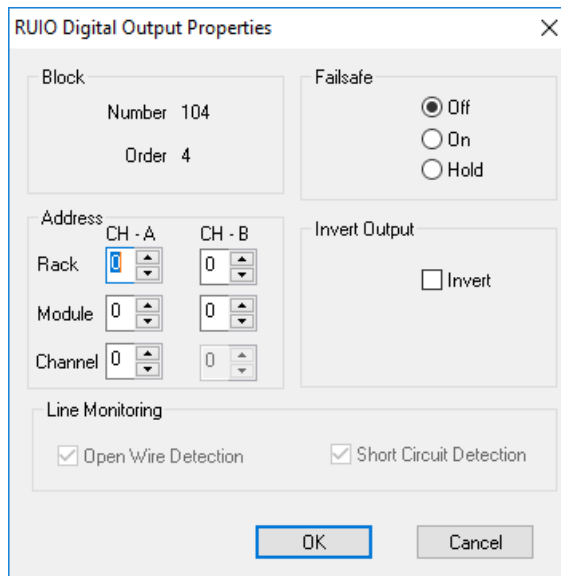 RUIO Digital Output Properties
Block
Number 104
Order 4
Failsafe
Off
On
Hold
Address
CH - A CH - B
Rack 0 0
Module 0 0
Channel 0 0
Invert Output
Invert
Line Monitoring
Open Wire Detection Short Circuit Detection
OK Cancel